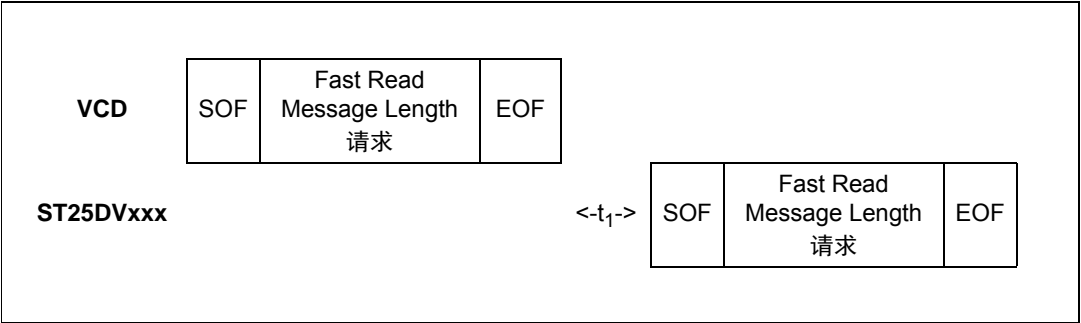 VCD
SOF
Fast Read
Message Length
请求
EOF
ST25DVxxx
<-t₁->
SOF
Fast Read
Message Length
请求
EOF